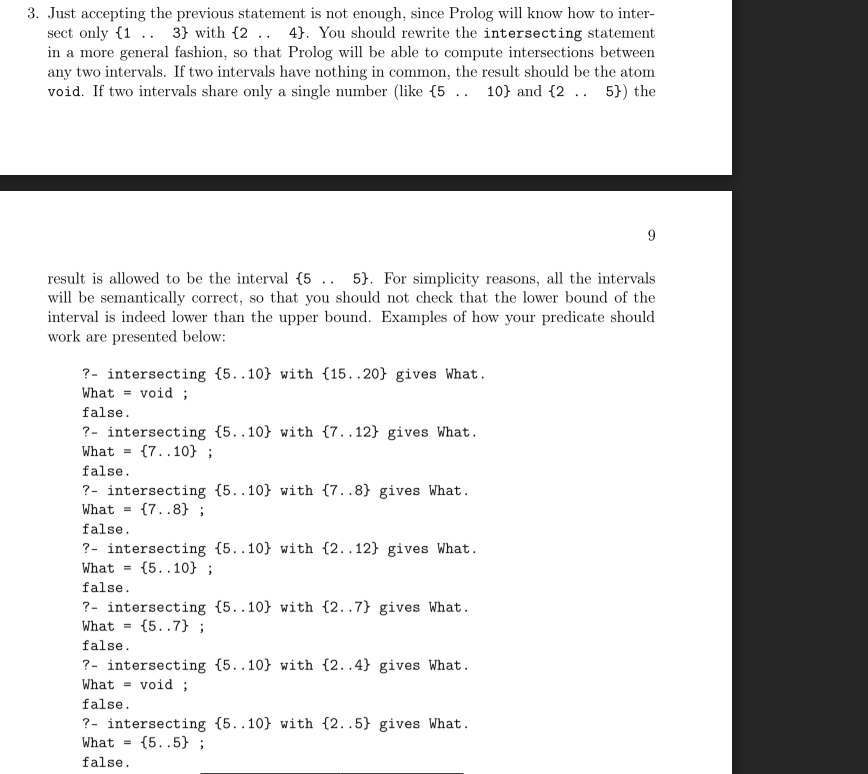 3. Just accepting the previous statement is not enough, since Prolog will know how to inter-
sect only {1 .. 3} with {2 .. 4}. You should rewrite the intersecting statement
in a more general fashion, so that Prolog will be able to compute intersections between
any two intervals. If two intervals have nothing in common, the result should be the atom
void. If two intervals share only a single number (like {5 .. 10} and {2 .. 5}) the
9
result is allowed to be the interval {5 .. 5}. For simplicity reasons, all the intervals
will be semantically correct, so that you should not check that the lower bound of the
interval is indeed lower than the upper bound. Examples of how your predicate should
work are presented below:
?- intersecting {5..10} with {15..20} gives What.
What = void ;
false.
?- intersecting {5..10} with {7..12} gives What.
What = {7..10} ;
false.
?- intersecting {5..10} with {7..8} gives What.
What = {7..8} ;
false.
?- intersecting {5..10} with {2..12} gives What.
What = {5..10} ;
false.
?- intersecting {5..10} with {2..7} gives What.
What = {5..7} ;
false.
?- intersecting {5..10} with {2..4} gives What.
What = void ;
false.
?- intersecting {5..10} with {2..5} gives What.
What = {5..5} ;
false.